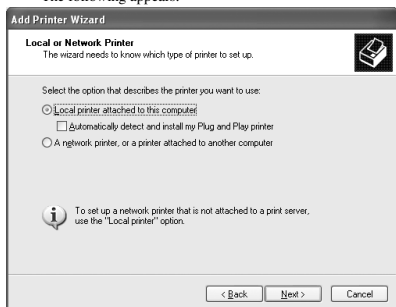 The following appears:
Add Printer Wizard
Local or Network Printer
The wizard needs to know which type of printer to set up.
Select the option that describes the printer you want to use:
Local printer attached to this computer
Automatically detect and install my Plug and Play printer
A network printer, or a printer attached to another computer
To set up a network printer that is not attached to a print server,
use the "Local printer" option.
< Back Next > Cancel